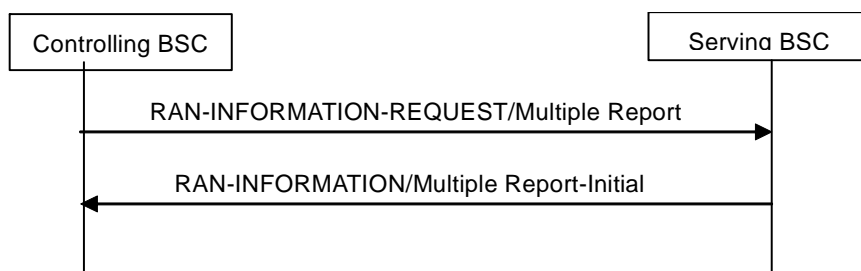 Controlling BSC
Serving BSC
RAN-INFORMATION-REQUEST/Multiple Report
RAN-INFORMATION/Multiple Report-Initial